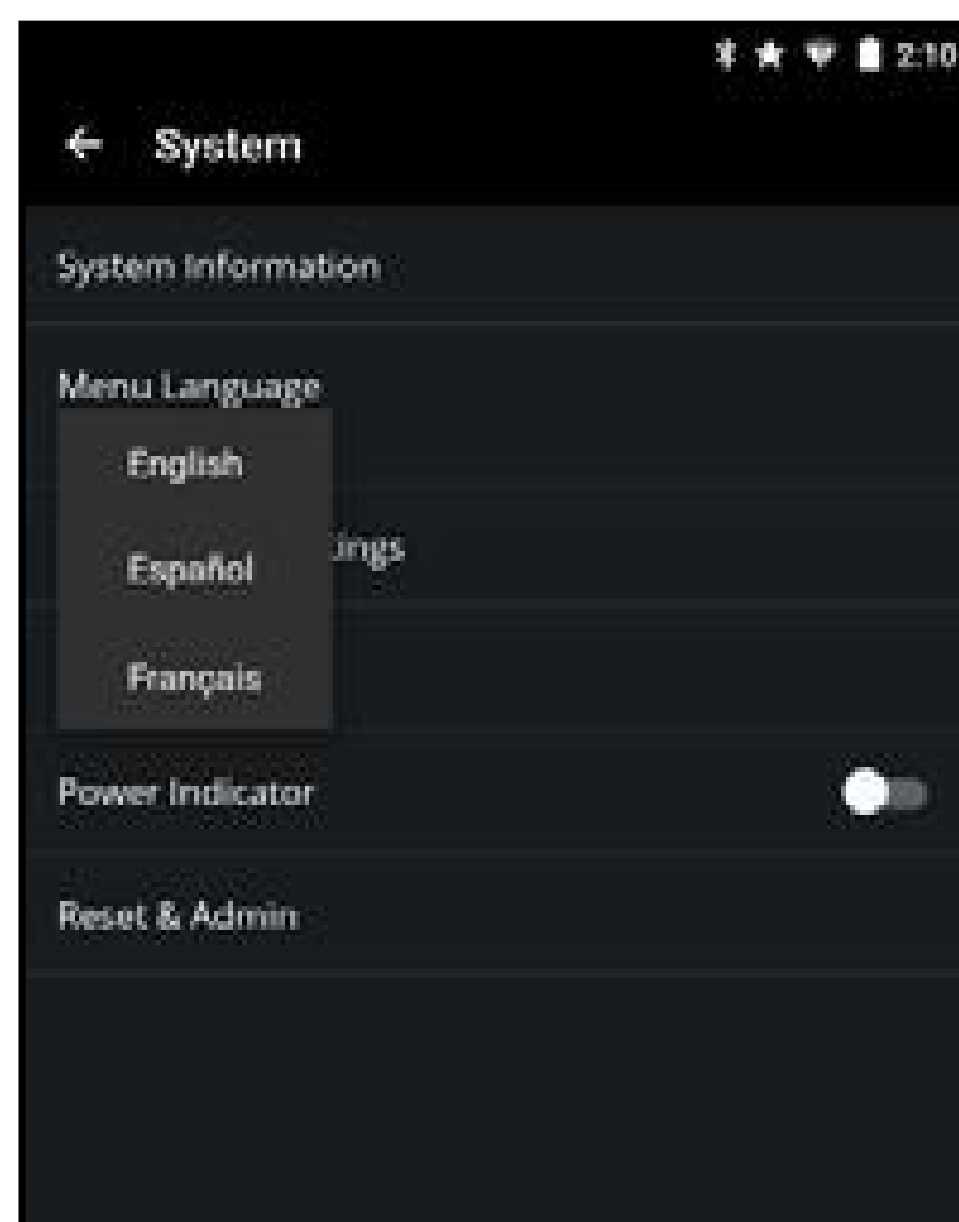 2:10
System
System Information
Menu Language
English
ings
Español
Français
Power Indicator
Reset & Admin